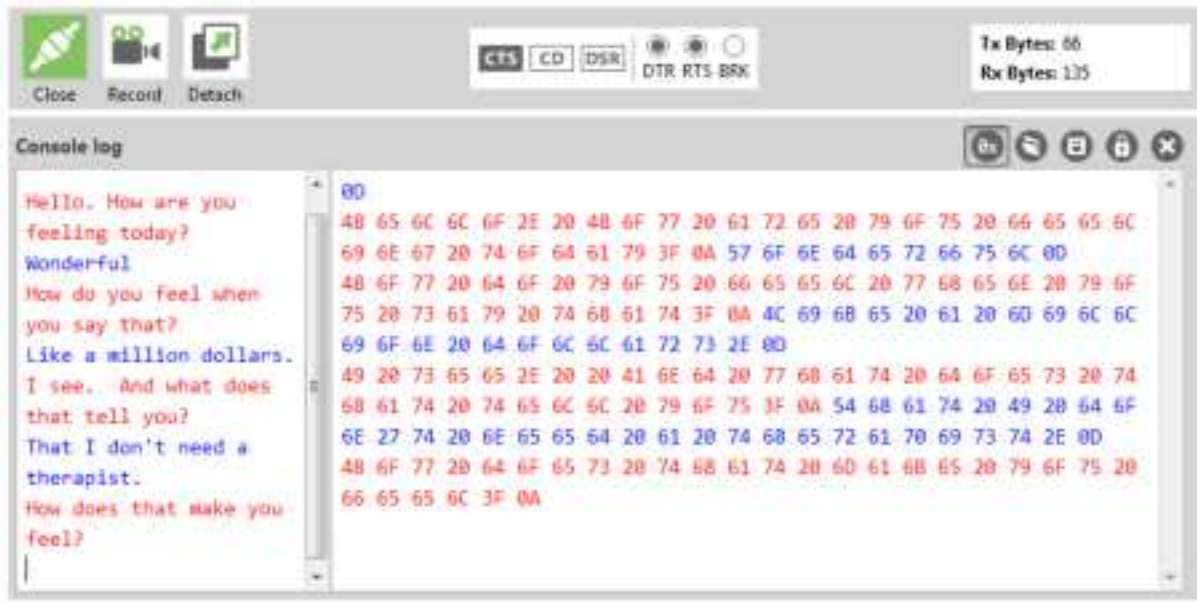 Close Record Detach
CTS CD DSR DTR RTS BRK
Tx Bytes: 66
Rx Bytes: 135
Console log
Hello. How are you
feeling today?
Wonderful
How do you feel when
you say that?
Like a million dollars.
I see.  And what does
that tell you?
That I don't need a
therapist.
How does that make you
feel?
0D
48 65 6C 6C 6F 2E 20 48 6F 77 20 61 72 65 20 79 6F 75 20 66 65 65 6C
69 6E 67 20 74 6F 64 61 79 3F 0A 57 6F 6E 64 65 72 66 75 6C 0D
48 6F 77 20 64 6F 20 79 6F 75 20 66 65 65 6C 20 77 68 65 6E 20 79 6F
75 20 73 61 79 20 74 68 61 74 3F 0A 4C 69 6B 65 20 61 20 6D 69 6C 6C
69 6F 6E 20 64 6F 6C 6C 61 72 73 2E 0D
49 20 73 65 65 2E 20 20 41 6E 64 20 77 68 61 74 20 64 6F 65 73 20 74
68 61 74 20 74 65 6C 6C 20 79 6F 75 3F 0A 54 68 61 74 20 49 20 64 6F
6E 27 74 20 6E 65 65 64 20 61 20 74 68 65 72 61 70 69 73 74 2E 0D
48 6F 77 20 64 6F 65 73 20 74 68 61 74 20 6D 61 6B 65 20 79 6F 75 20
66 65 65 6C 3F 0A